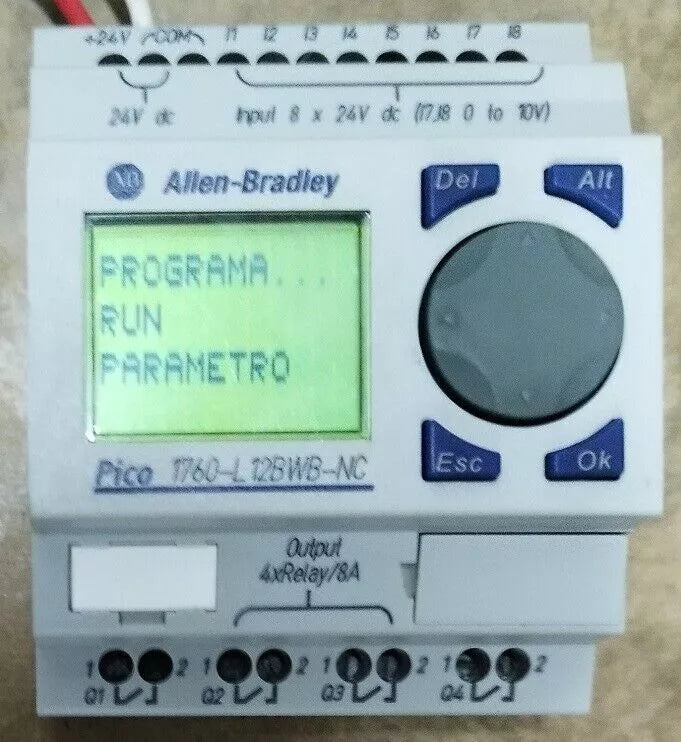 +24V COM I1 I2 I3 I4 I5 I6 I7 I8
24V dc Input 8 x 24V dc (I7,I8 0 to 10V)
AB Allen-Bradley
Del Alt
PROGRAMA...
RUN
PARAMETRO
Esc Ok
Pico 1760-L12BWB-NC
Output
4xRelay/8A
1 2 1 2 1 2 1 2
Q1 Q2 Q3 Q4